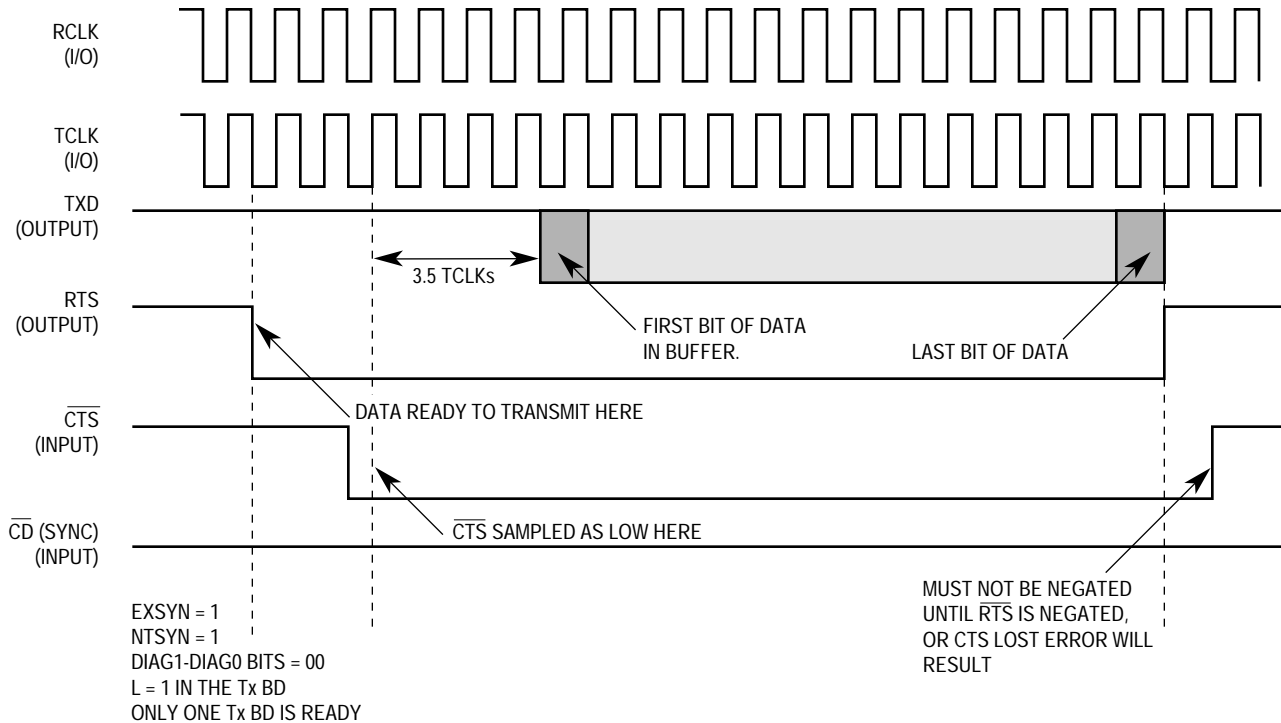 RCLK
(I/O)
TCLK
(I/O)
TXD
(OUTPUT)
3.5 TCLKs
RTS
(OUTPUT)
FIRST BIT OF DATA
IN BUFFER.
LAST BIT OF DATA
DATA READY TO TRANSMIT HERE
CTS
(INPUT)
CTS SAMPLED AS LOW HERE
CD (SYNC)
(INPUT)
MUST NOT BE NEGATED
UNTIL RTS IS NEGATED,
OR CTS LOST ERROR WILL
RESULT
EXSYN = 1
NTSYN = 1
DIAG1-DIAG0 BITS = 00
L = 1 IN THE Tx BD
ONLY ONE Tx BD IS READY